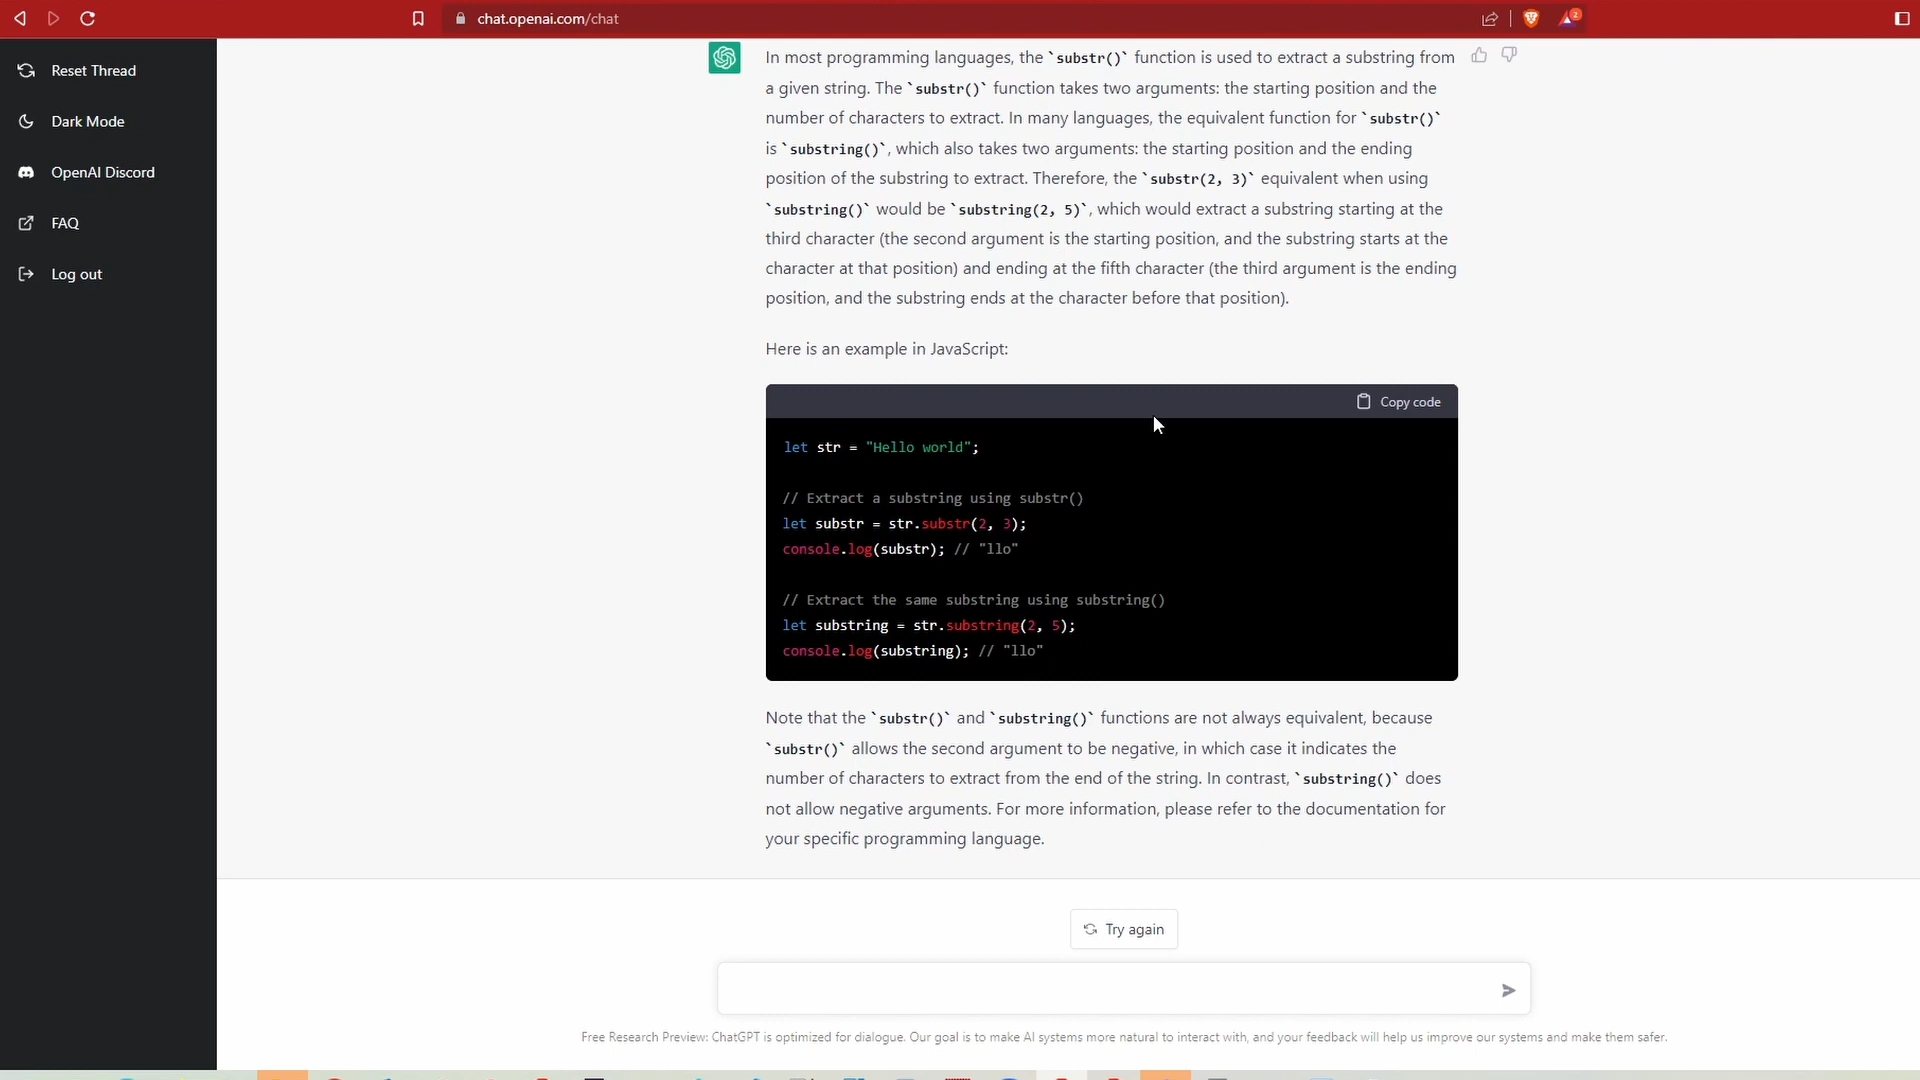 chat.openai.com/chat
2
Reset Thread
Dark Mode
OpenAI Discord
FAQ
Log out
In most programming languages, the `substr()` function is used to extract a substring from
a given string. The `substr()` function takes two arguments: the starting position and the
number of characters to extract. In many languages, the equivalent function for `substr()`
is `substring()`, which also takes two arguments: the starting position and the ending
position of the substring to extract. Therefore, the `substr(2, 3)` equivalent when using
`substring()` would be `substring(2, 5)`, which would extract a substring starting at the
third character (the second argument is the starting position, and the substring starts at the
character at that position) and ending at the fifth character (the third argument is the ending
position, and the substring ends at the character before that position).
Here is an example in JavaScript:
Copy code
let str = "Hello world";
// Extract a substring using substr()
let substr = str.substr(2, 3);
console.log(substr); // "llo"
// Extract the same substring using substring()
let substring = str.substring(2, 5);
console.log(substring); // "llo"
Note that the `substr()` and `substring()` functions are not always equivalent, because
`substr()` allows the second argument to be negative, in which case it indicates the
number of characters to extract from the end of the string. In contrast, `substring()` does
not allow negative arguments. For more information, please refer to the documentation for
your specific programming language.
Try again
Free Research Preview: ChatGPT is optimized for dialogue. Our goal is to make AI systems more natural to interact with, and your feedback will help us improve our systems and make them safer.